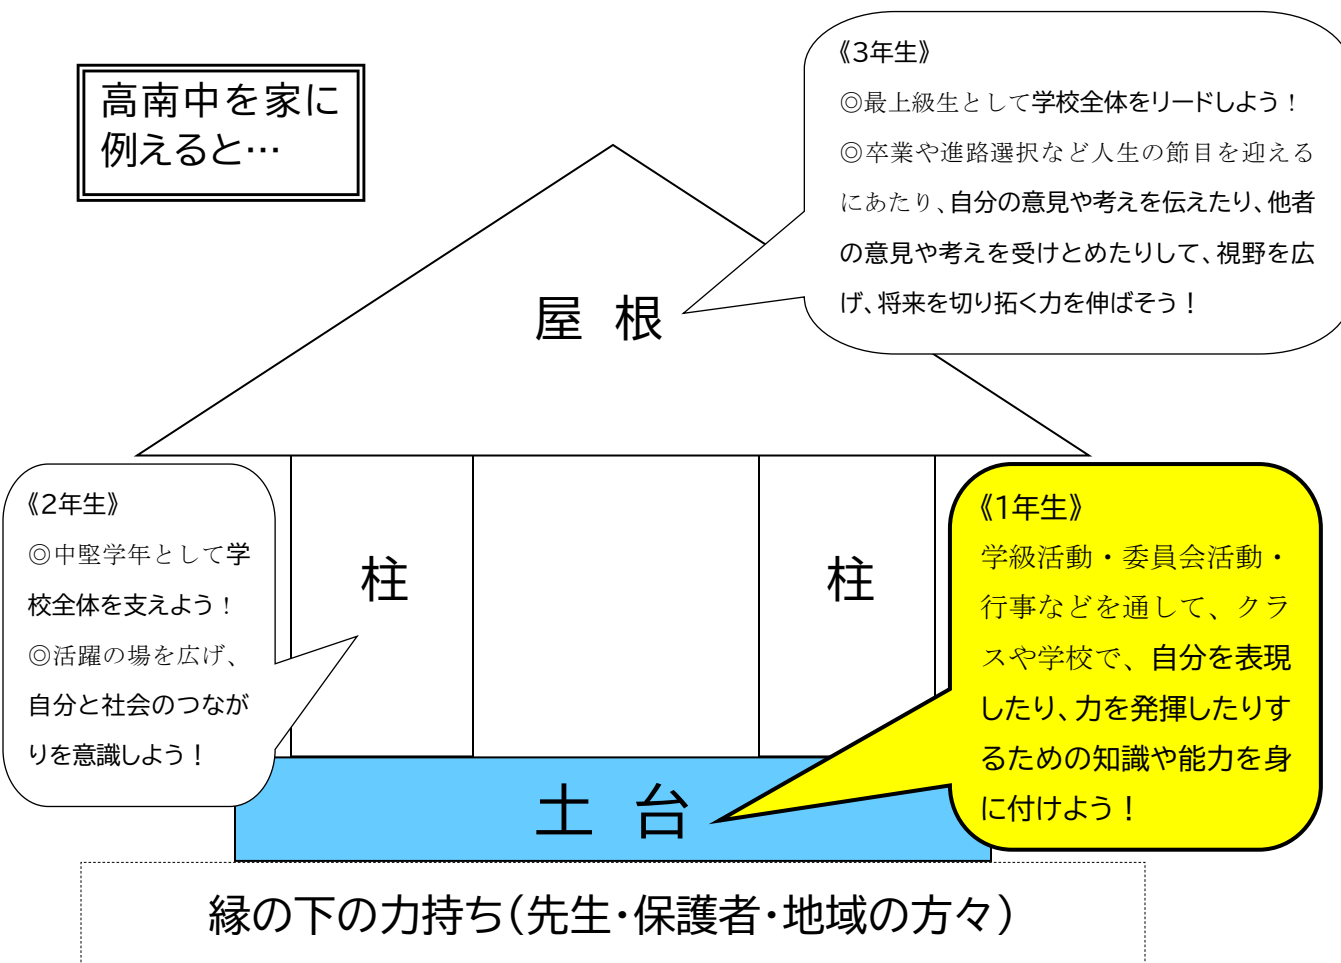 高南中を家に
例えると…
《3年生》
◎最上級生として学校全体をリードしよう！
◎卒業や進路選択など人生の節目を迎える
にあたり、自分の意見や考えを伝えたり、他者
の意見や考えを受けとめたりして、視野を広
げ、将来を切り拓く力を伸ばそう！
屋 根
《2年生》
◎中堅学年として学
校全体を支えよう！
◎活躍の場を広げ、
自分と社会のつなが
りを意識しよう！
柱
柱
《1年生》
学級活動・委員会活動・
行事などを通して、クラ
スや学校で、自分を表現
したり、力を発揮したりす
るための知識や能力を身
に付けよう！
土 台
縁の下の力持ち（先生・保護者・地域の方々）